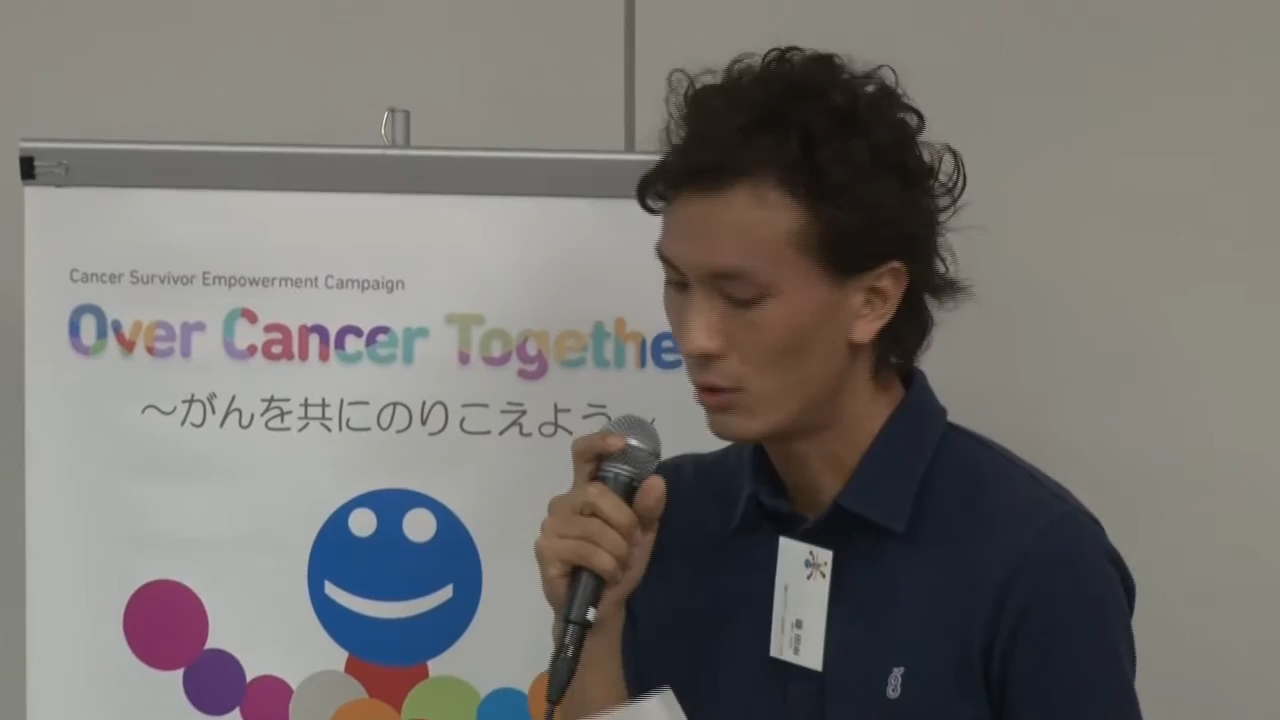 Cancer Survivor Empowerment Campaign
Over Cancer Togethe
～がんを共にのりこえよう～